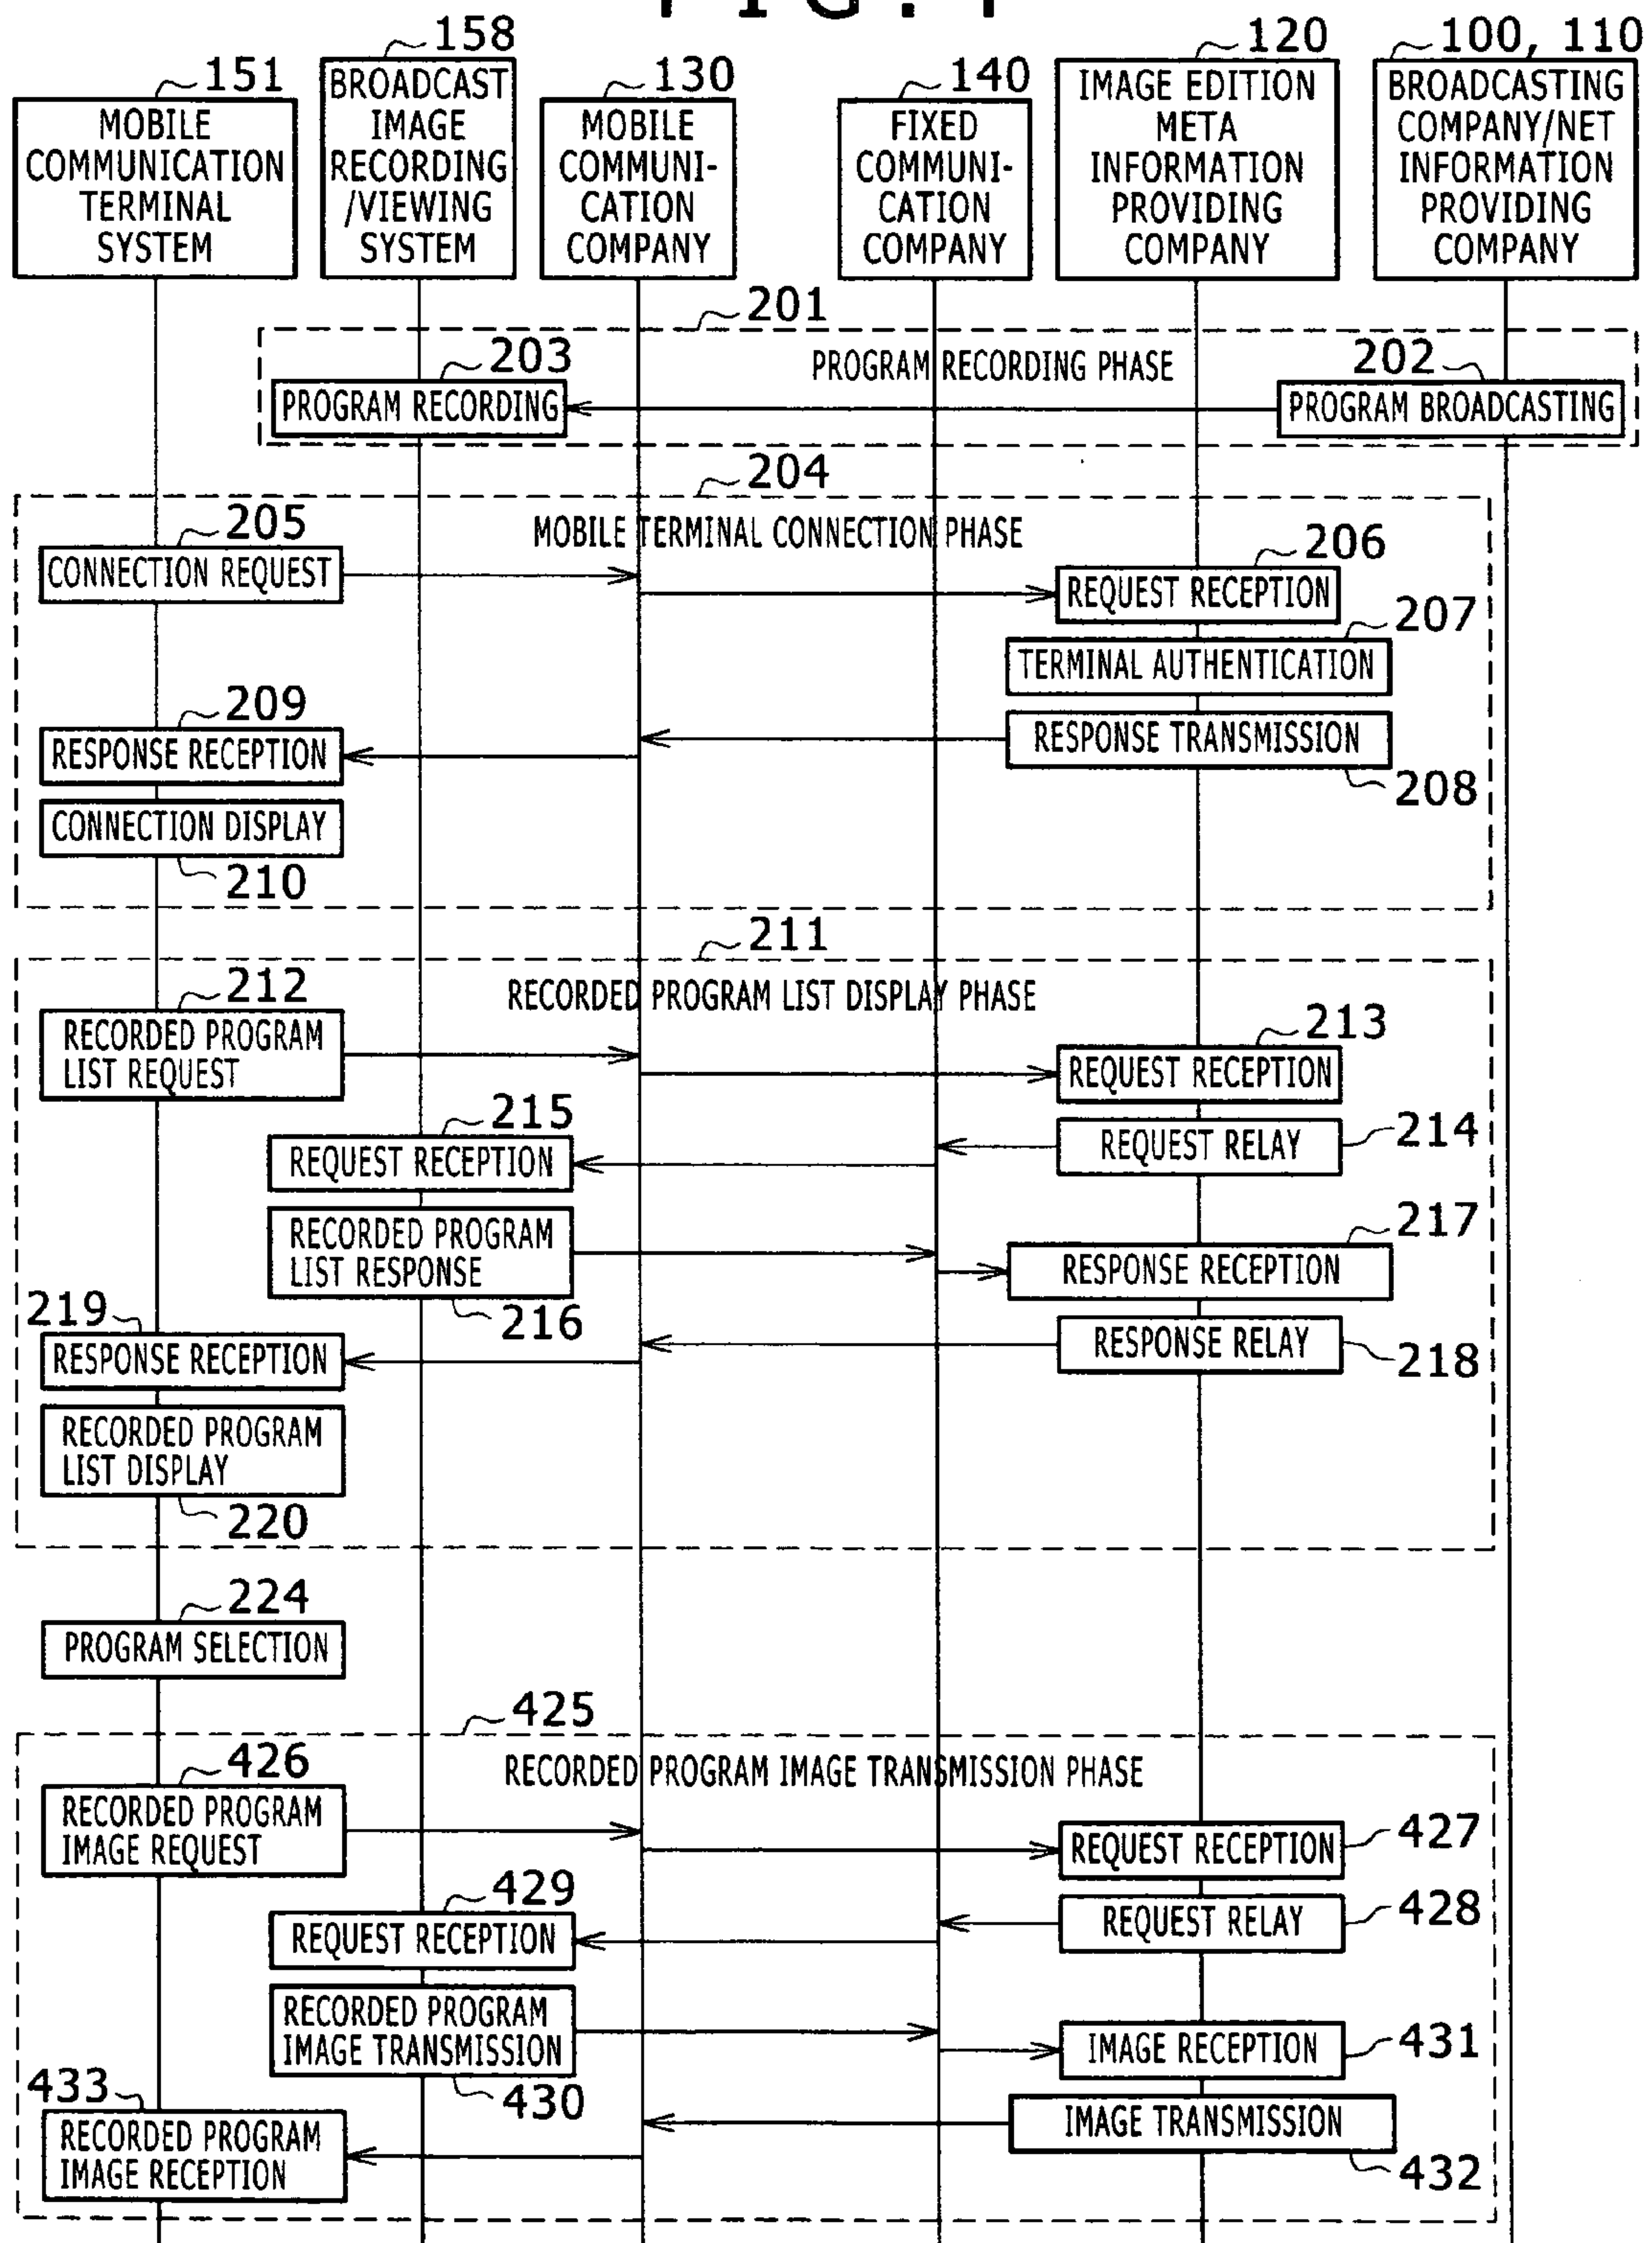 158
120
100, 110
151
130
140
MOBILE
COMMUNICATION
TERMINAL
SYSTEM
BROADCAST
IMAGE
RECORDING
/VIEWING
SYSTEM
MOBILE
COMMUNI-
CATION
COMPANY
FIXED
COMMUNI-
CATION
COMPANY
IMAGE EDITION
META
INFORMATION
PROVIDING
COMPANY
BROADCASTING
COMPANY/NET
INFORMATION
PROVIDING
COMPANY
201
PROGRAM RECORDING PHASE
203
202
PROGRAM RECORDING
PROGRAM BROADCASTING
204
MOBILE TERMINAL CONNECTION PHASE
205
CONNECTION REQUEST
206
REQUEST RECEPTION
207
TERMINAL AUTHENTICATION
209
RESPONSE RECEPTION
RESPONSE TRANSMISSION
208
CONNECTION DISPLAY
210
211
RECORDED PROGRAM LIST DISPLAY PHASE
212
RECORDED PROGRAM
LIST REQUEST
213
REQUEST RECEPTION
215
REQUEST RECEPTION
REQUEST RELAY
214
RECORDED PROGRAM
LIST RESPONSE
216
217
RESPONSE RECEPTION
219
RESPONSE RECEPTION
RESPONSE RELAY
218
RECORDED PROGRAM
LIST DISPLAY
220
224
PROGRAM SELECTION
425
RECORDED PROGRAM IMAGE TRANSMISSION PHASE
426
RECORDED PROGRAM
IMAGE REQUEST
REQUEST RECEPTION
427
429
REQUEST RECEPTION
REQUEST RELAY
428
RECORDED PROGRAM
IMAGE TRANSMISSION
430
IMAGE RECEPTION
431
433
RECORDED PROGRAM
IMAGE RECEPTION
IMAGE TRANSMISSION
432